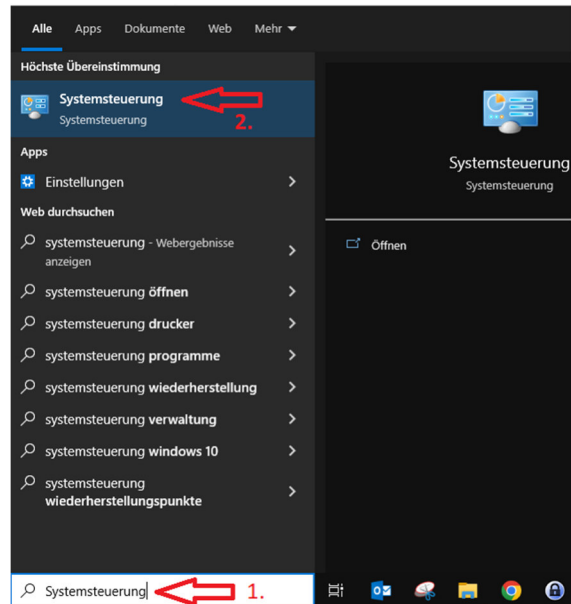 Alle Apps Dokumente Web Mehr
Höchste Übereinstimmung
Systemsteuerung
Systemsteuerung
2.
Apps
Einstellungen
Web durchsuchen
systemsteuerung - Webergebnisse
anzeigen
systemsteuerung öffnen
systemsteuerung drucker
systemsteuerung programme
systemsteuerung wiederherstellung
systemsteuerung verwaltung
systemsteuerung windows 10
systemsteuerung
wiederherstellungspunkte
Systemsteuerung
Systemsteuerung
Öffnen
Systemsteuerung 1.